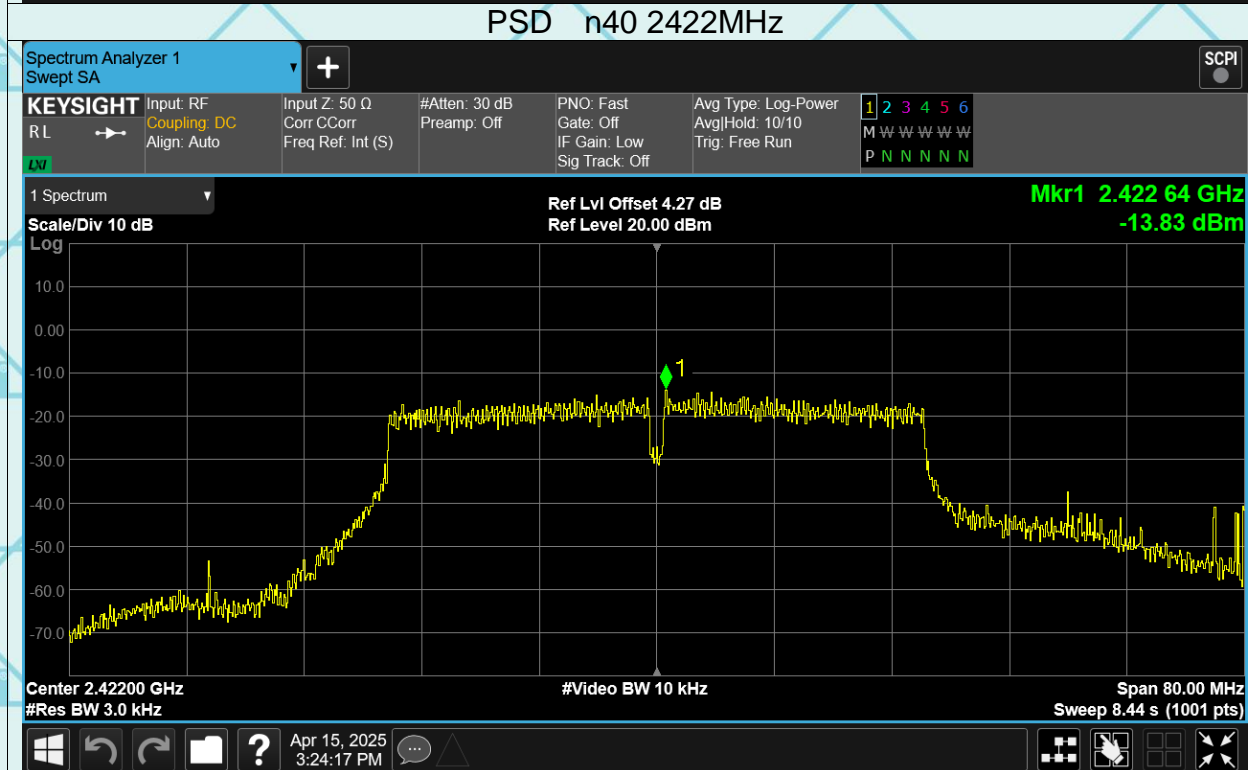 PSD n40 2422MHz
Spectrum Analyzer 1
Swept SA
▼
+
SCPI
KEYSIGHT
R L
LXI
Input: RF
Coupling: DC
Align: Auto
Input Z: 50 Ω
Corr CCorr
Freq Ref: Int (S)
#Atten: 30 dB
Preamp: Off
PNO: Fast
Gate: Off
IF Gain: Low
Sig Track: Off
Avg Type: Log-Power
Avg|Hold: 10/10
Trig: Free Run
1 2 3 4 5 6
M W W W W W
P N N N N N
1 Spectrum ▼
Scale/Div 10 dB
Log
Ref Lvl Offset 4.27 dB
Ref Level 20.00 dBm
Mkr1 2.422 64 GHz
-13.83 dBm
10.0
0.00
-10.0
-20.0
-30.0
-40.0
-50.0
-60.0
-70.0
1
Center 2.42200 GHz
#Res BW 3.0 kHz
#Video BW 10 kHz
Span 80.00 MHz
Sweep 8.44 s (1001 pts)
?
Apr 15, 2025
3:24:17 PM